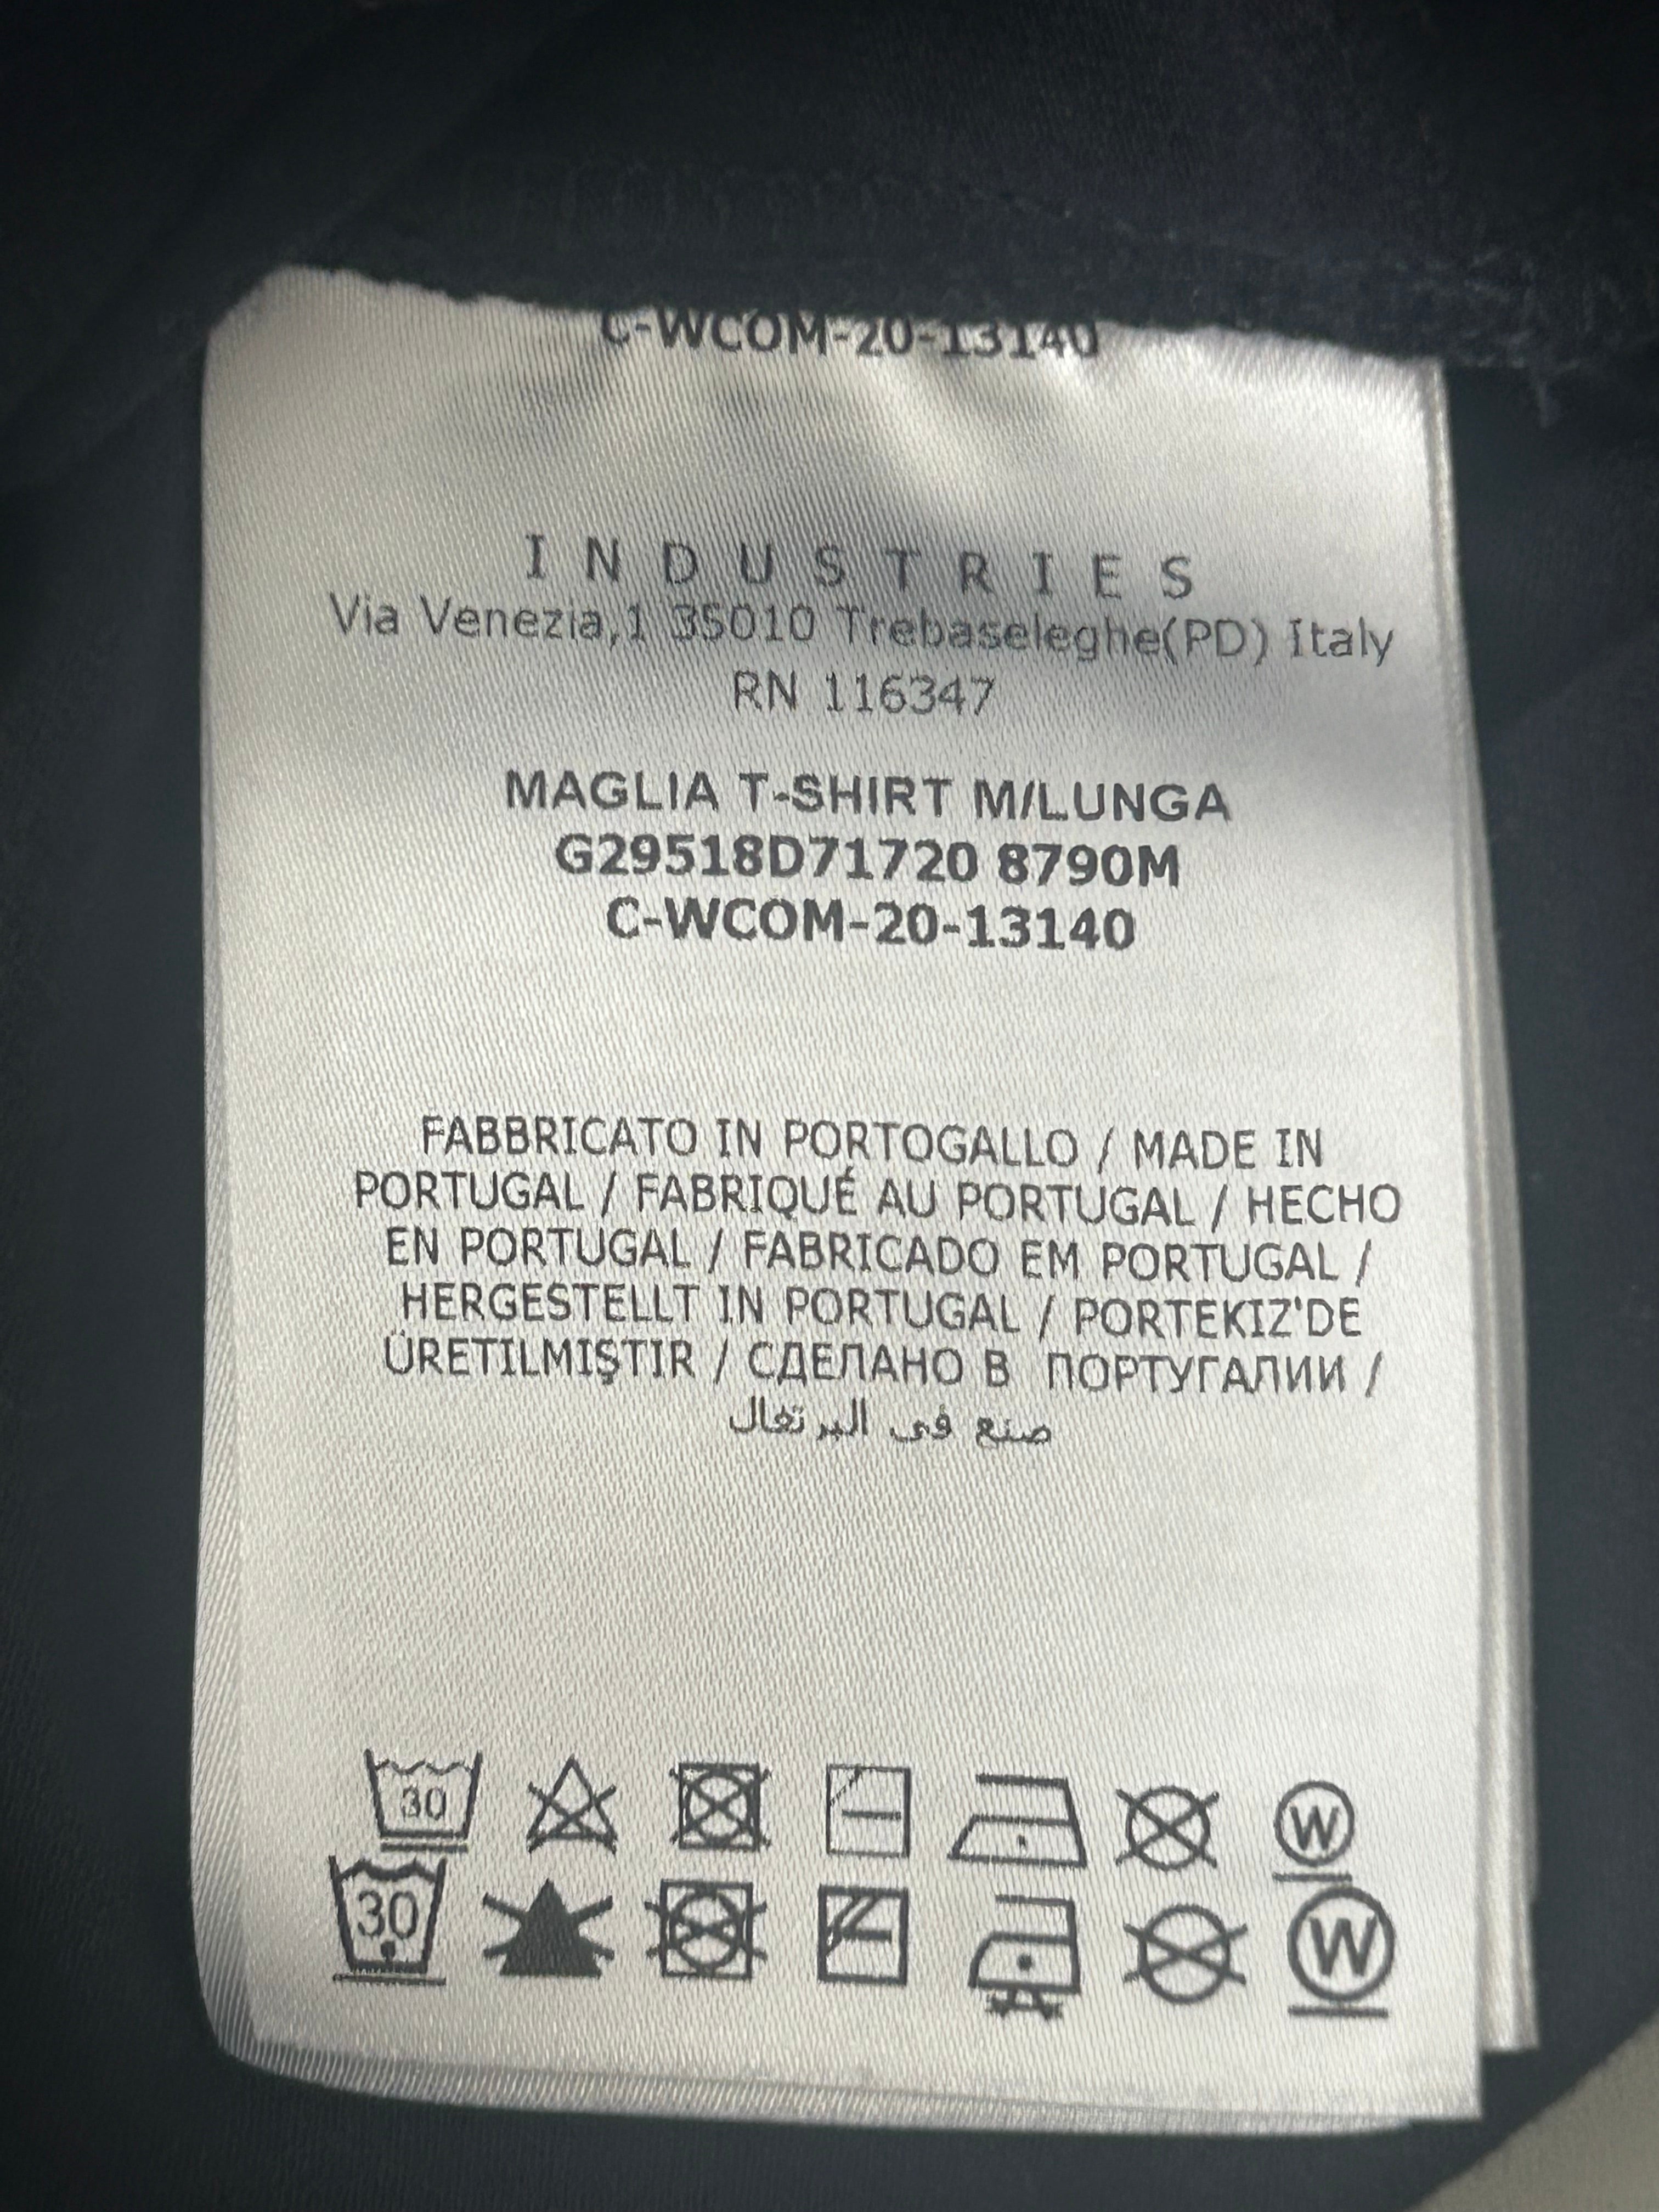 C-WCOM-20-13140
INDUSTRIES
Via Venezia,1 35010 Trebaseleghe(PD) Italy
RN 116347
MAGLIA T-SHIRT M/LUNGA
G29518D71720 8790M
C-WCOM-20-13140
FABBRICATO IN PORTOGALLO / MADE IN
PORTUGAL / FABRIQUÉ AU PORTUGAL / HECHO
EN PORTUGAL / FABRICADO EM PORTUGAL /
HERGESTELLT IN PORTUGAL / PORTEKIZ'DE
ÜRETILMIŞTIR / СДЕЛАНО В ПОРТУГАЛИИ /
صنع في البرتغال
30 W
30 W